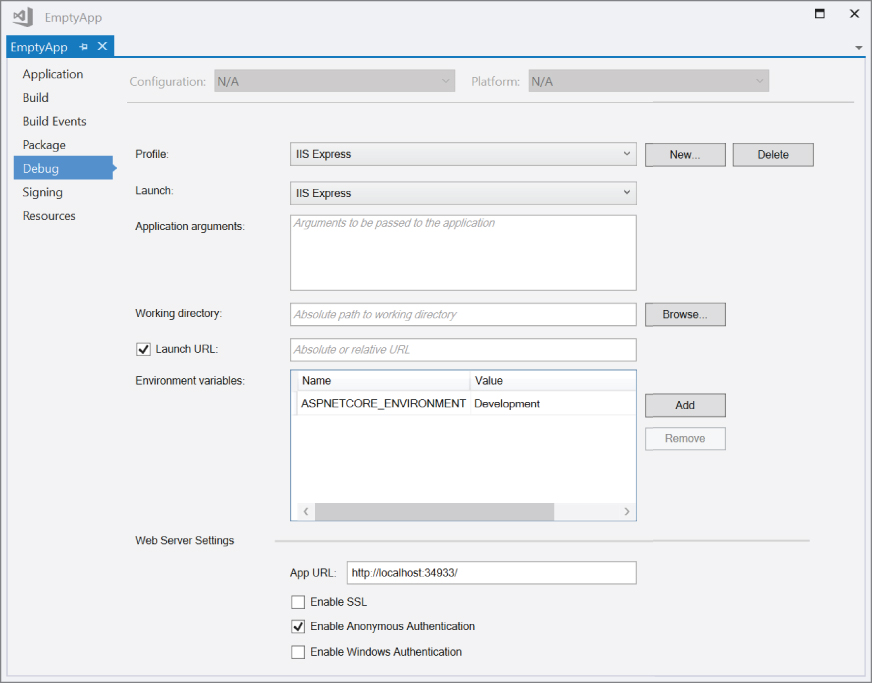 EmptyApp
EmptyApp
Application
Build
Build Events
Package
Debug
Signing
Resources
Configuration: N/A Platform: N/A
Profile: IIS Express New... Delete
Launch: IIS Express
Application arguments: Arguments to be passed to the application
Working directory: Absolute path to working directory Browse...
Launch URL: Absolute or relative URL
Environment variables: Name Value
ASPNETCORE_ENVIRONMENT Development
Add
Remove
Web Server Settings
App URL: http://localhost:34933/
Enable SSL
Enable Anonymous Authentication
Enable Windows Authentication